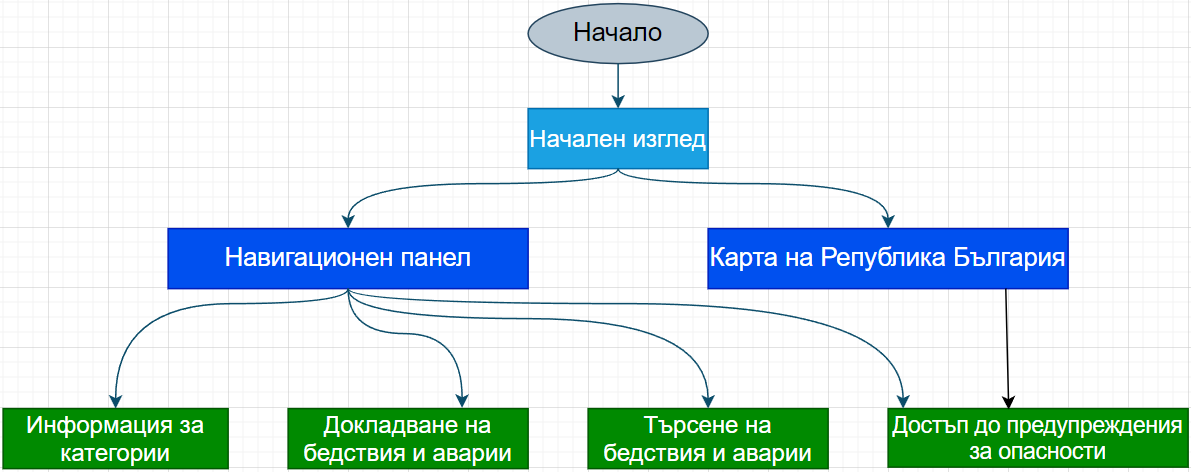 Начало
Начален изглед
Навигационен панел
Карта на Република България
Информация за
категории
Докладване на
бедствия и аварии
Търсене на
бедствия и аварии
Достъп до предупреждения
за опасности